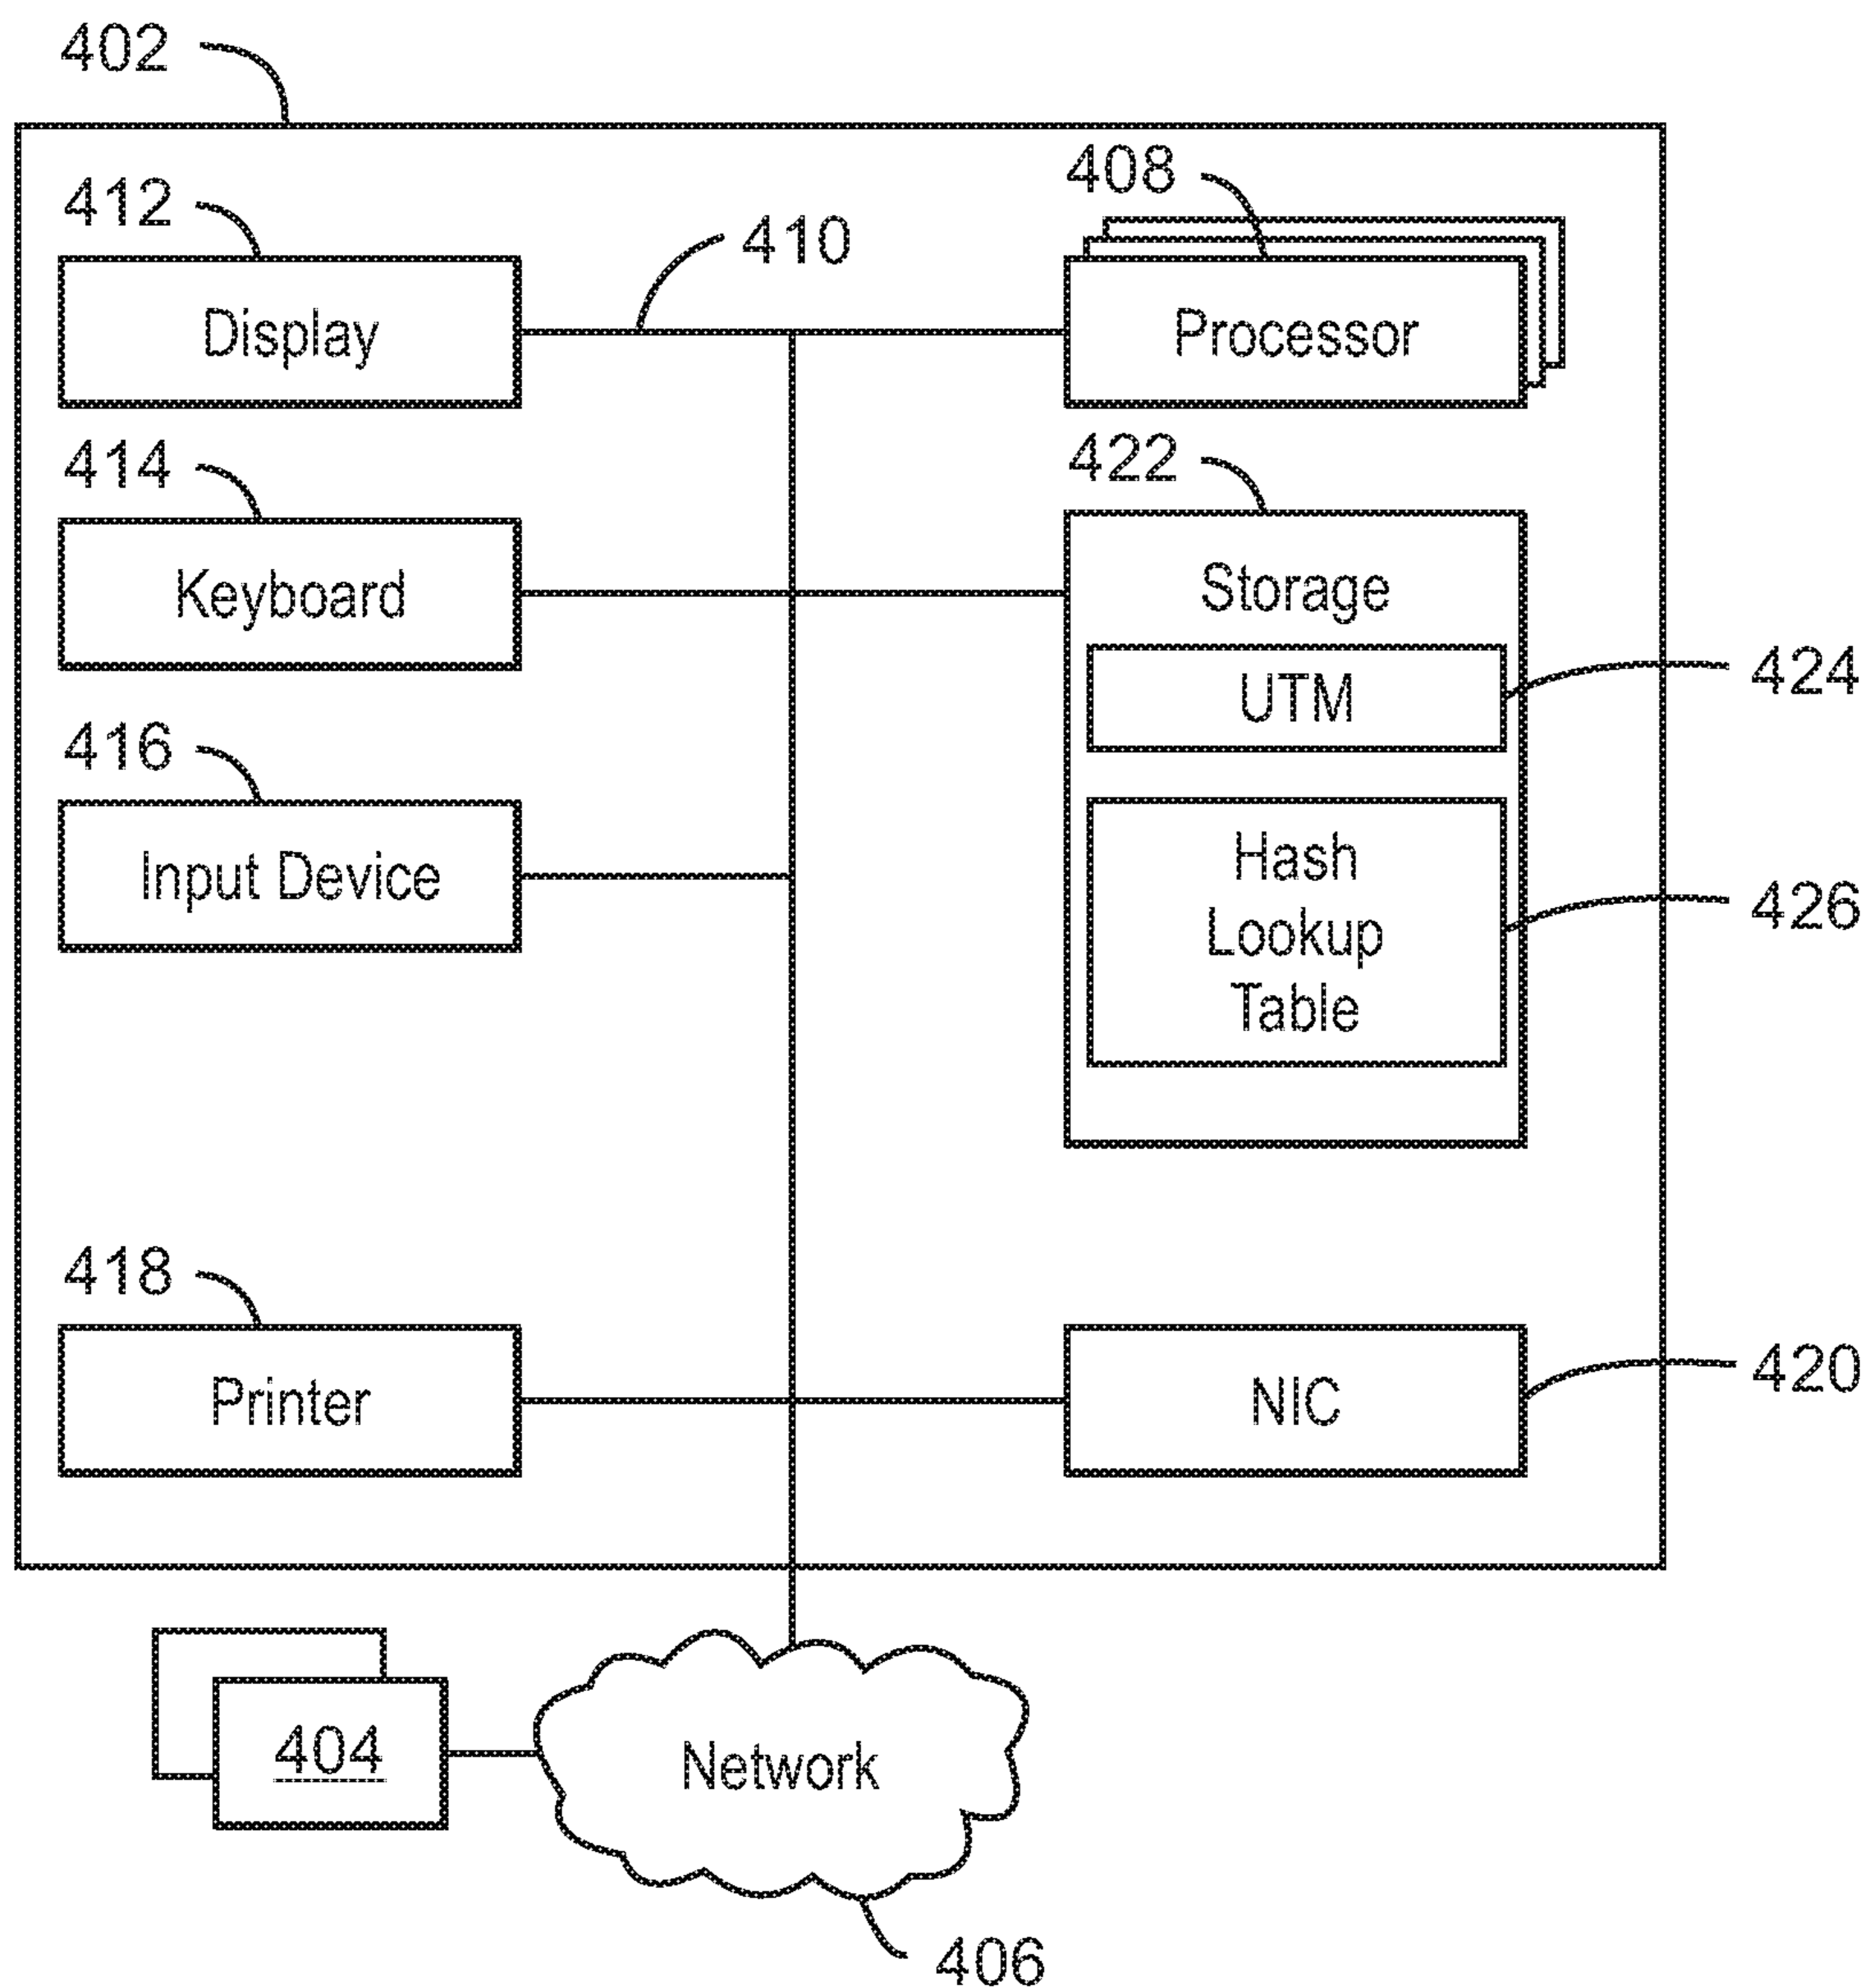 402
412
410
408
Display
Processor
414
422
Keyboard
Storage
UTM
424
416
Input Device
Hash
Lookup
Table
426
418
Printer
NIC
420
404
Network
406